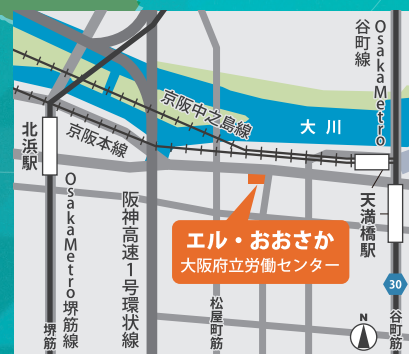 OsakaMetro
谷町線
京阪中之島線
大川
京阪本線
北浜駅
天満橋駅
OsakaMetro堺筋線
阪神高速1号環状線
エル・おおさか
大阪府立労働センター
30
松屋町筋
堺筋
谷町筋
N